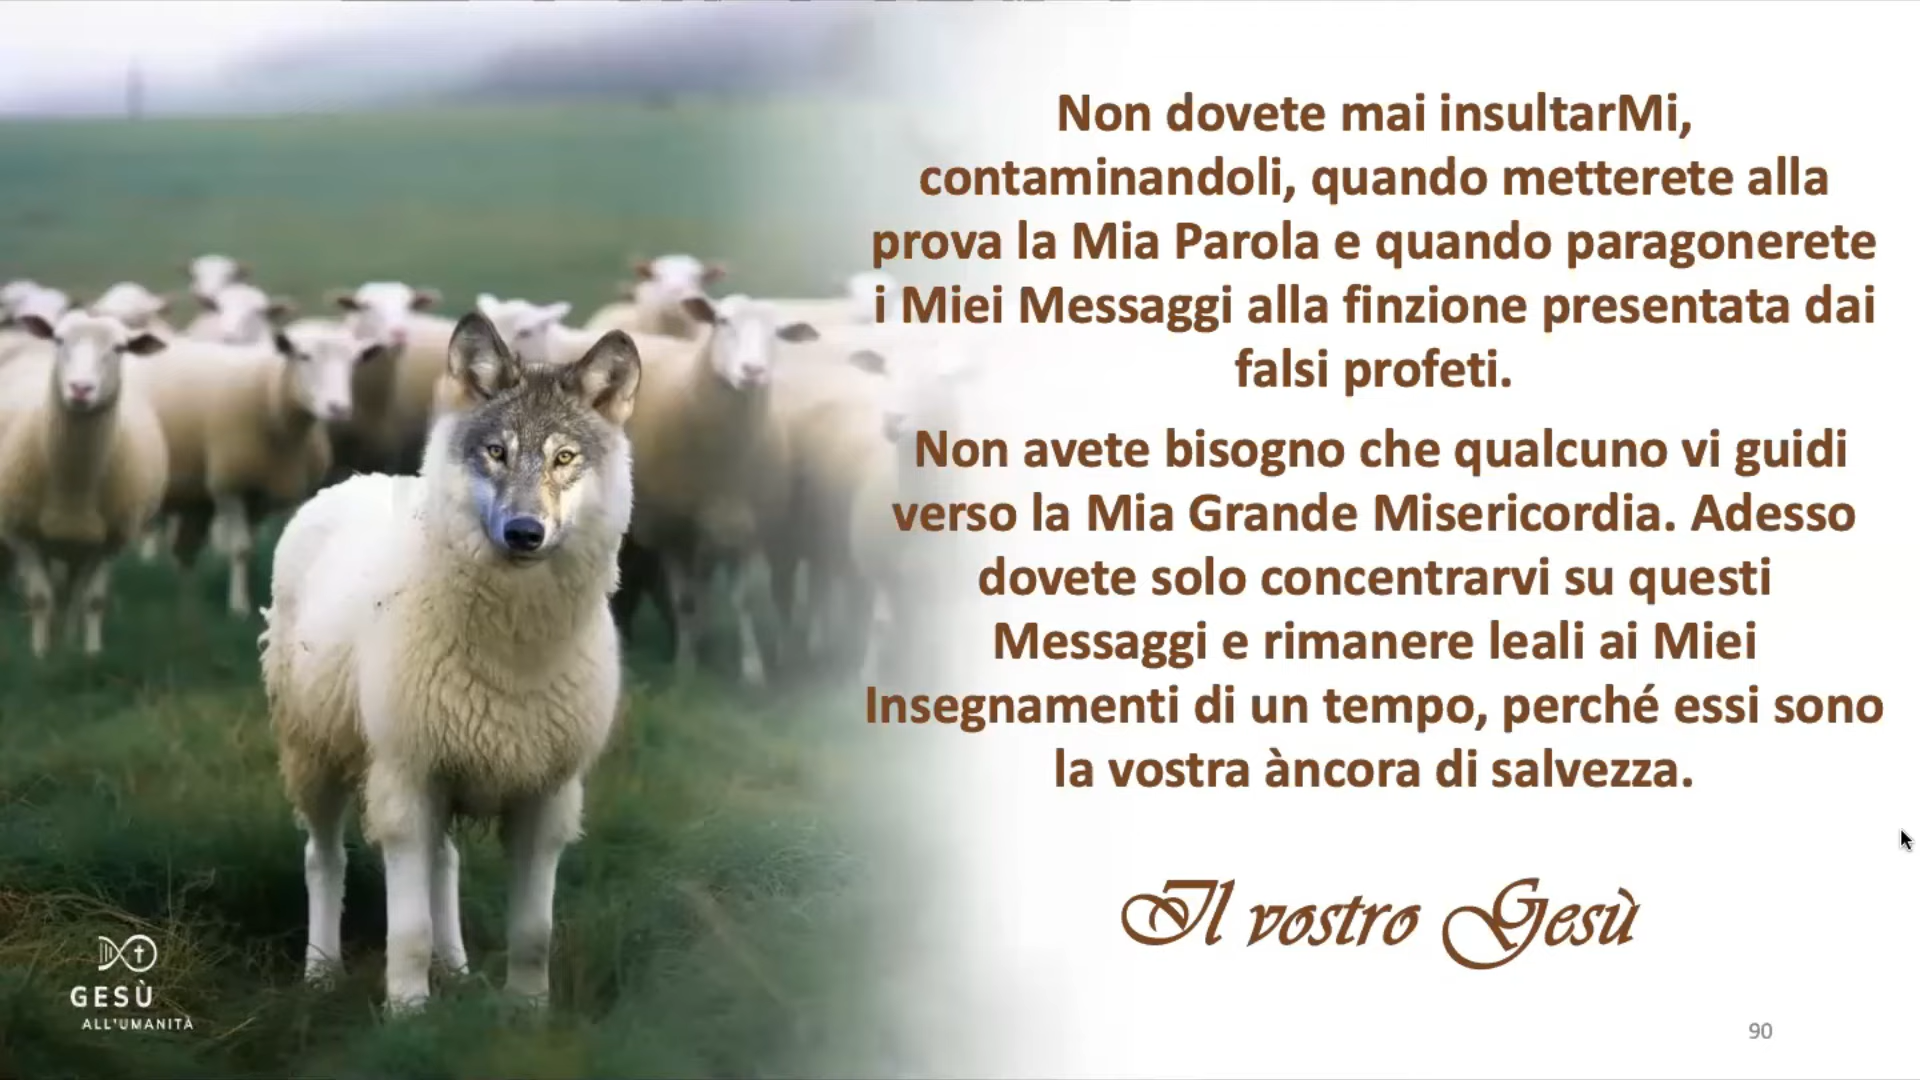 Non dovete mai insultarMi,
contaminandoli, quando metterete alla
prova la Mia Parola e quando paragonerete
i Miei Messaggi alla finzione presentata dai
falsi profeti.
Non avete bisogno che qualcuno vi guidi
verso la Mia Grande Misericordia. Adesso
dovete solo concentrarvi su questi
Messaggi e rimanere leali ai Miei
Insegnamenti di un tempo, perché essi sono
la vostra àncora di salvezza.
Il vostro Gesù
GESÙ
ALL'UMANITÀ
90